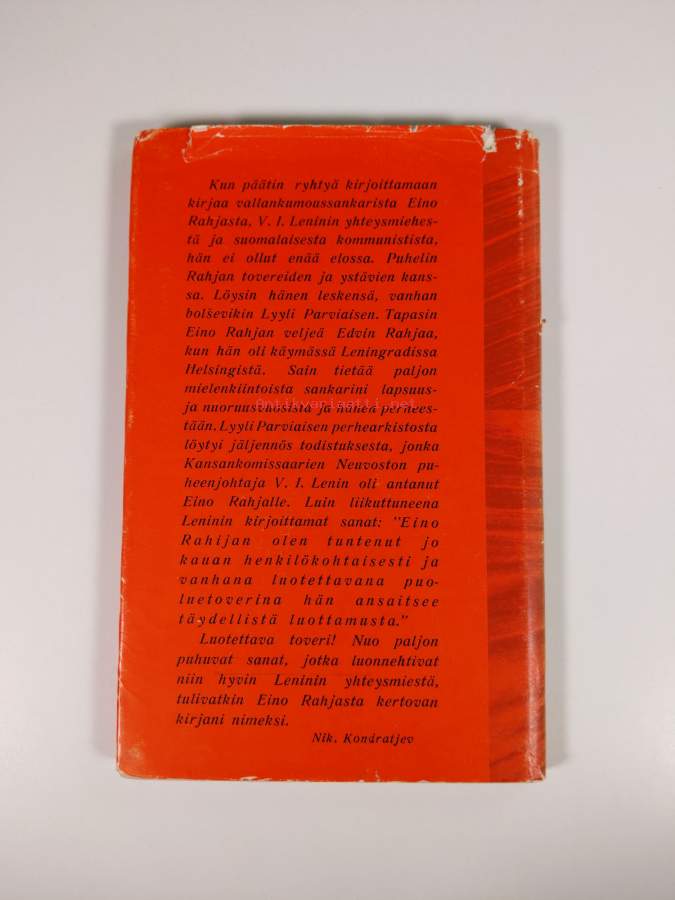 Kun päätin ryhtyä kirjoittamaan
kirjaa vallankumoussankarista Eino
Rahjasta, V. I. Leninin yhteysmiehes-
tä ja suomalaisesta kommunistista,
hän ei ollut enää elossa. Puhelin
Rahjan tovereiden ja ystävien kans-
sa. Löysin hänen leskensä, vanhan
bolševikin Lyyli Parviaisen. Tapasin
Eino Rahjan veljeä Edvin Rahjaa,
kun hän oli käymässä Leningradissa
Helsingistä. Sain tietää paljon
mielenkiintoista sankarini lapsuus-
ja nuoruusvuosista ja hänen perhees-
tään. Lyyli Parviaisen perhearkistosta
löytyi jäljennös todistuksesta, jonka
Kansankomissaarien Neuvoston pu-
heenjohtaja V. I. Lenin oli antanut
Eino Rahjalle. Luin liikuttuneena
Leninin kirjoittamat sanat: "Eino
Rahijan olen tuntenut jo
kauan henkilökohtaisesti ja
vanhana luotettavana puo-
luetoverina hän ansaitsee
täydellistä luottamusta."
Luotettava toveri! Nuo paljon
puhuvat sanat, jotka luonnehtivat
niin hyvin Leninin yhteysmiestä,
tulivatkin Eino Rahjasta kertovan
kirjani nimeksi.
Nik. Kondratjev
Antikvariaatti.net